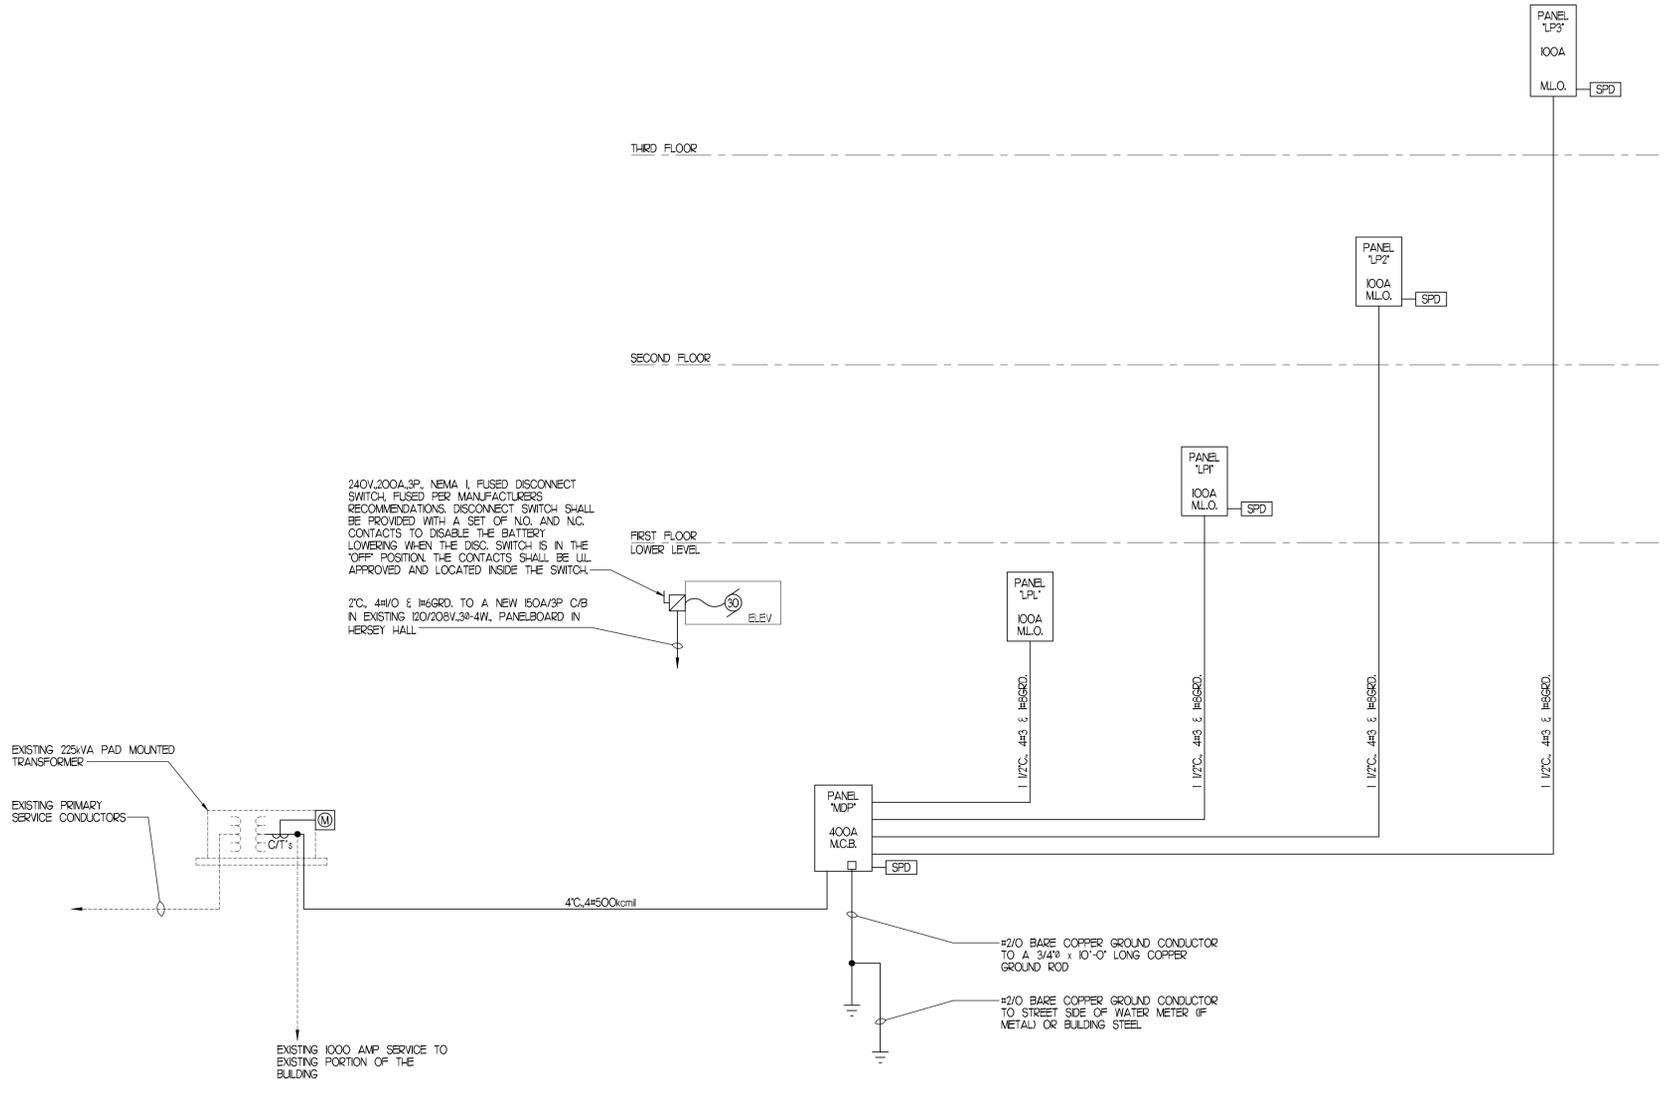 PANEL
"LP3"
100A
M.L.O.
SPD
THIRD FLOOR
PANEL
"LP2"
100A
M.L.O.
SPD
SECOND FLOOR
PANEL
"LP1"
100A
M.L.O.
SPD
240V.,200A.,3P., NEMA 1, FUSED DISCONNECT
SWITCH, FUSED PER MANUFACTURERS
RECOMMENDATIONS. DISCONNECT SWITCH SHALL
BE PROVIDED WITH A SET OF N.O. AND N.C.
CONTACTS TO DISABLE THE BATTERY
LOWERING WHEN THE DISC. SWITCH IS IN THE
"OFF" POSITION. THE CONTACTS SHALL BE U.L.
APPROVED AND LOCATED INSIDE THE SWITCH.
FIRST FLOOR
LOWER LEVEL
2"C., 4#1/0 & 1#6GRD. TO A NEW 150A/3P C/B
IN EXISTING 120/208V.,3ø-4W., PANELBOARD IN
HERSEY HALL
30
ELEV
PANEL
"LPL"
100A
M.L.O.
1 1/2"C., 4#3 & 1#8GRD.
1 1/2"C., 4#3 & 1#8GRD.
1 1/2"C., 4#3 & 1#8GRD.
1 1/2"C., 4#3 & 1#8GRD.
EXISTING 225kVA PAD MOUNTED
TRANSFORMER
EXISTING PRIMARY
SERVICE CONDUCTORS
M
C/T's
PANEL
"MDP"
400A
M.C.B.
SPD
4"C.,4#500kcmil
#2/0 BARE COPPER GROUND CONDUCTOR
TO A 3/4"ø x 10'-0" LONG COPPER
GROUND ROD
#2/0 BARE COPPER GROUND CONDUCTOR
TO STREET SIDE OF WATER METER (IF
METAL) OR BUILDING STEEL
EXISTING 1000 AMP SERVICE TO
EXISTING PORTION OF THE
BUILDING